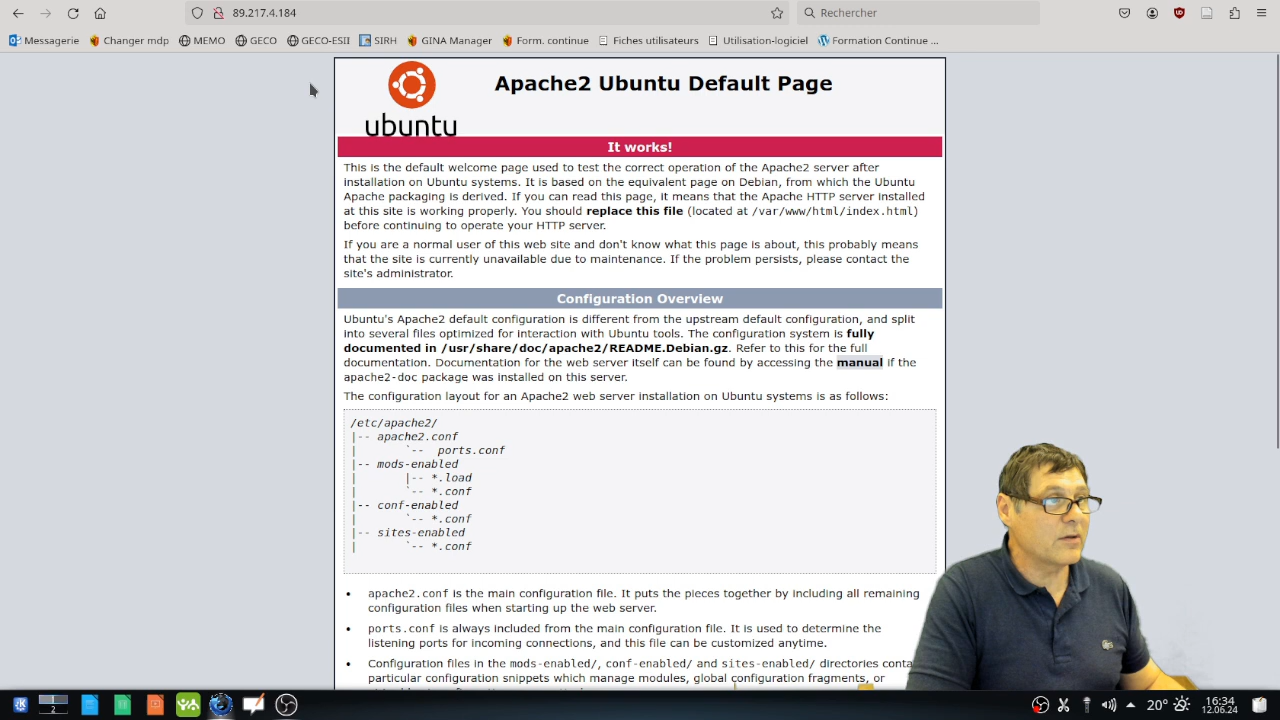 89.217.4.184
Rechercher
Messagerie
Changer mdp
MEMO
GECO
GECO-ESII
SIRH
GINA Manager
Form. continue
Fiches utilisateurs
Utilisation-logiciel
Formation Continue ...
ubuntu
Apache2 Ubuntu Default Page
It works!
This is the default welcome page used to test the correct operation of the Apache2 server after
installation on Ubuntu systems. It is based on the equivalent page on Debian, from which the Ubuntu
Apache packaging is derived. If you can read this page, it means that the Apache HTTP server installed
at this site is working properly. You should replace this file (located at /var/www/html/index.html)
before continuing to operate your HTTP server.
If you are a normal user of this web site and don't know what this page is about, this probably means
that the site is currently unavailable due to maintenance. If the problem persists, please contact the
site's administrator.
Configuration Overview
Ubuntu's Apache2 default configuration is different from the upstream default configuration, and split
into several files optimized for interaction with Ubuntu tools. The configuration system is fully
documented in /usr/share/doc/apache2/README.Debian.gz. Refer to this for the full
documentation. Documentation for the web server itself can be found by accessing the manual if the
apache2-doc package was installed on this server.
The configuration layout for an Apache2 web server installation on Ubuntu systems is as follows:
/etc/apache2/
|-- apache2.conf
|       `--  ports.conf
|-- mods-enabled
|       |-- *.load
|       `-- *.conf
|-- conf-enabled
|       `-- *.conf
|-- sites-enabled
|       `-- *.conf
• apache2.conf is the main configuration file. It puts the pieces together by including all remaining
configuration files when starting up the web server.
• ports.conf is always included from the main configuration file. It is used to determine the
listening ports for incoming connections, and this file can be customized anytime.
• Configuration files in the mods-enabled/, conf-enabled/ and sites-enabled/ directories conta
particular configuration snippets which manage modules, global configuration fragments, or
2
20°
16:34
12.06.24